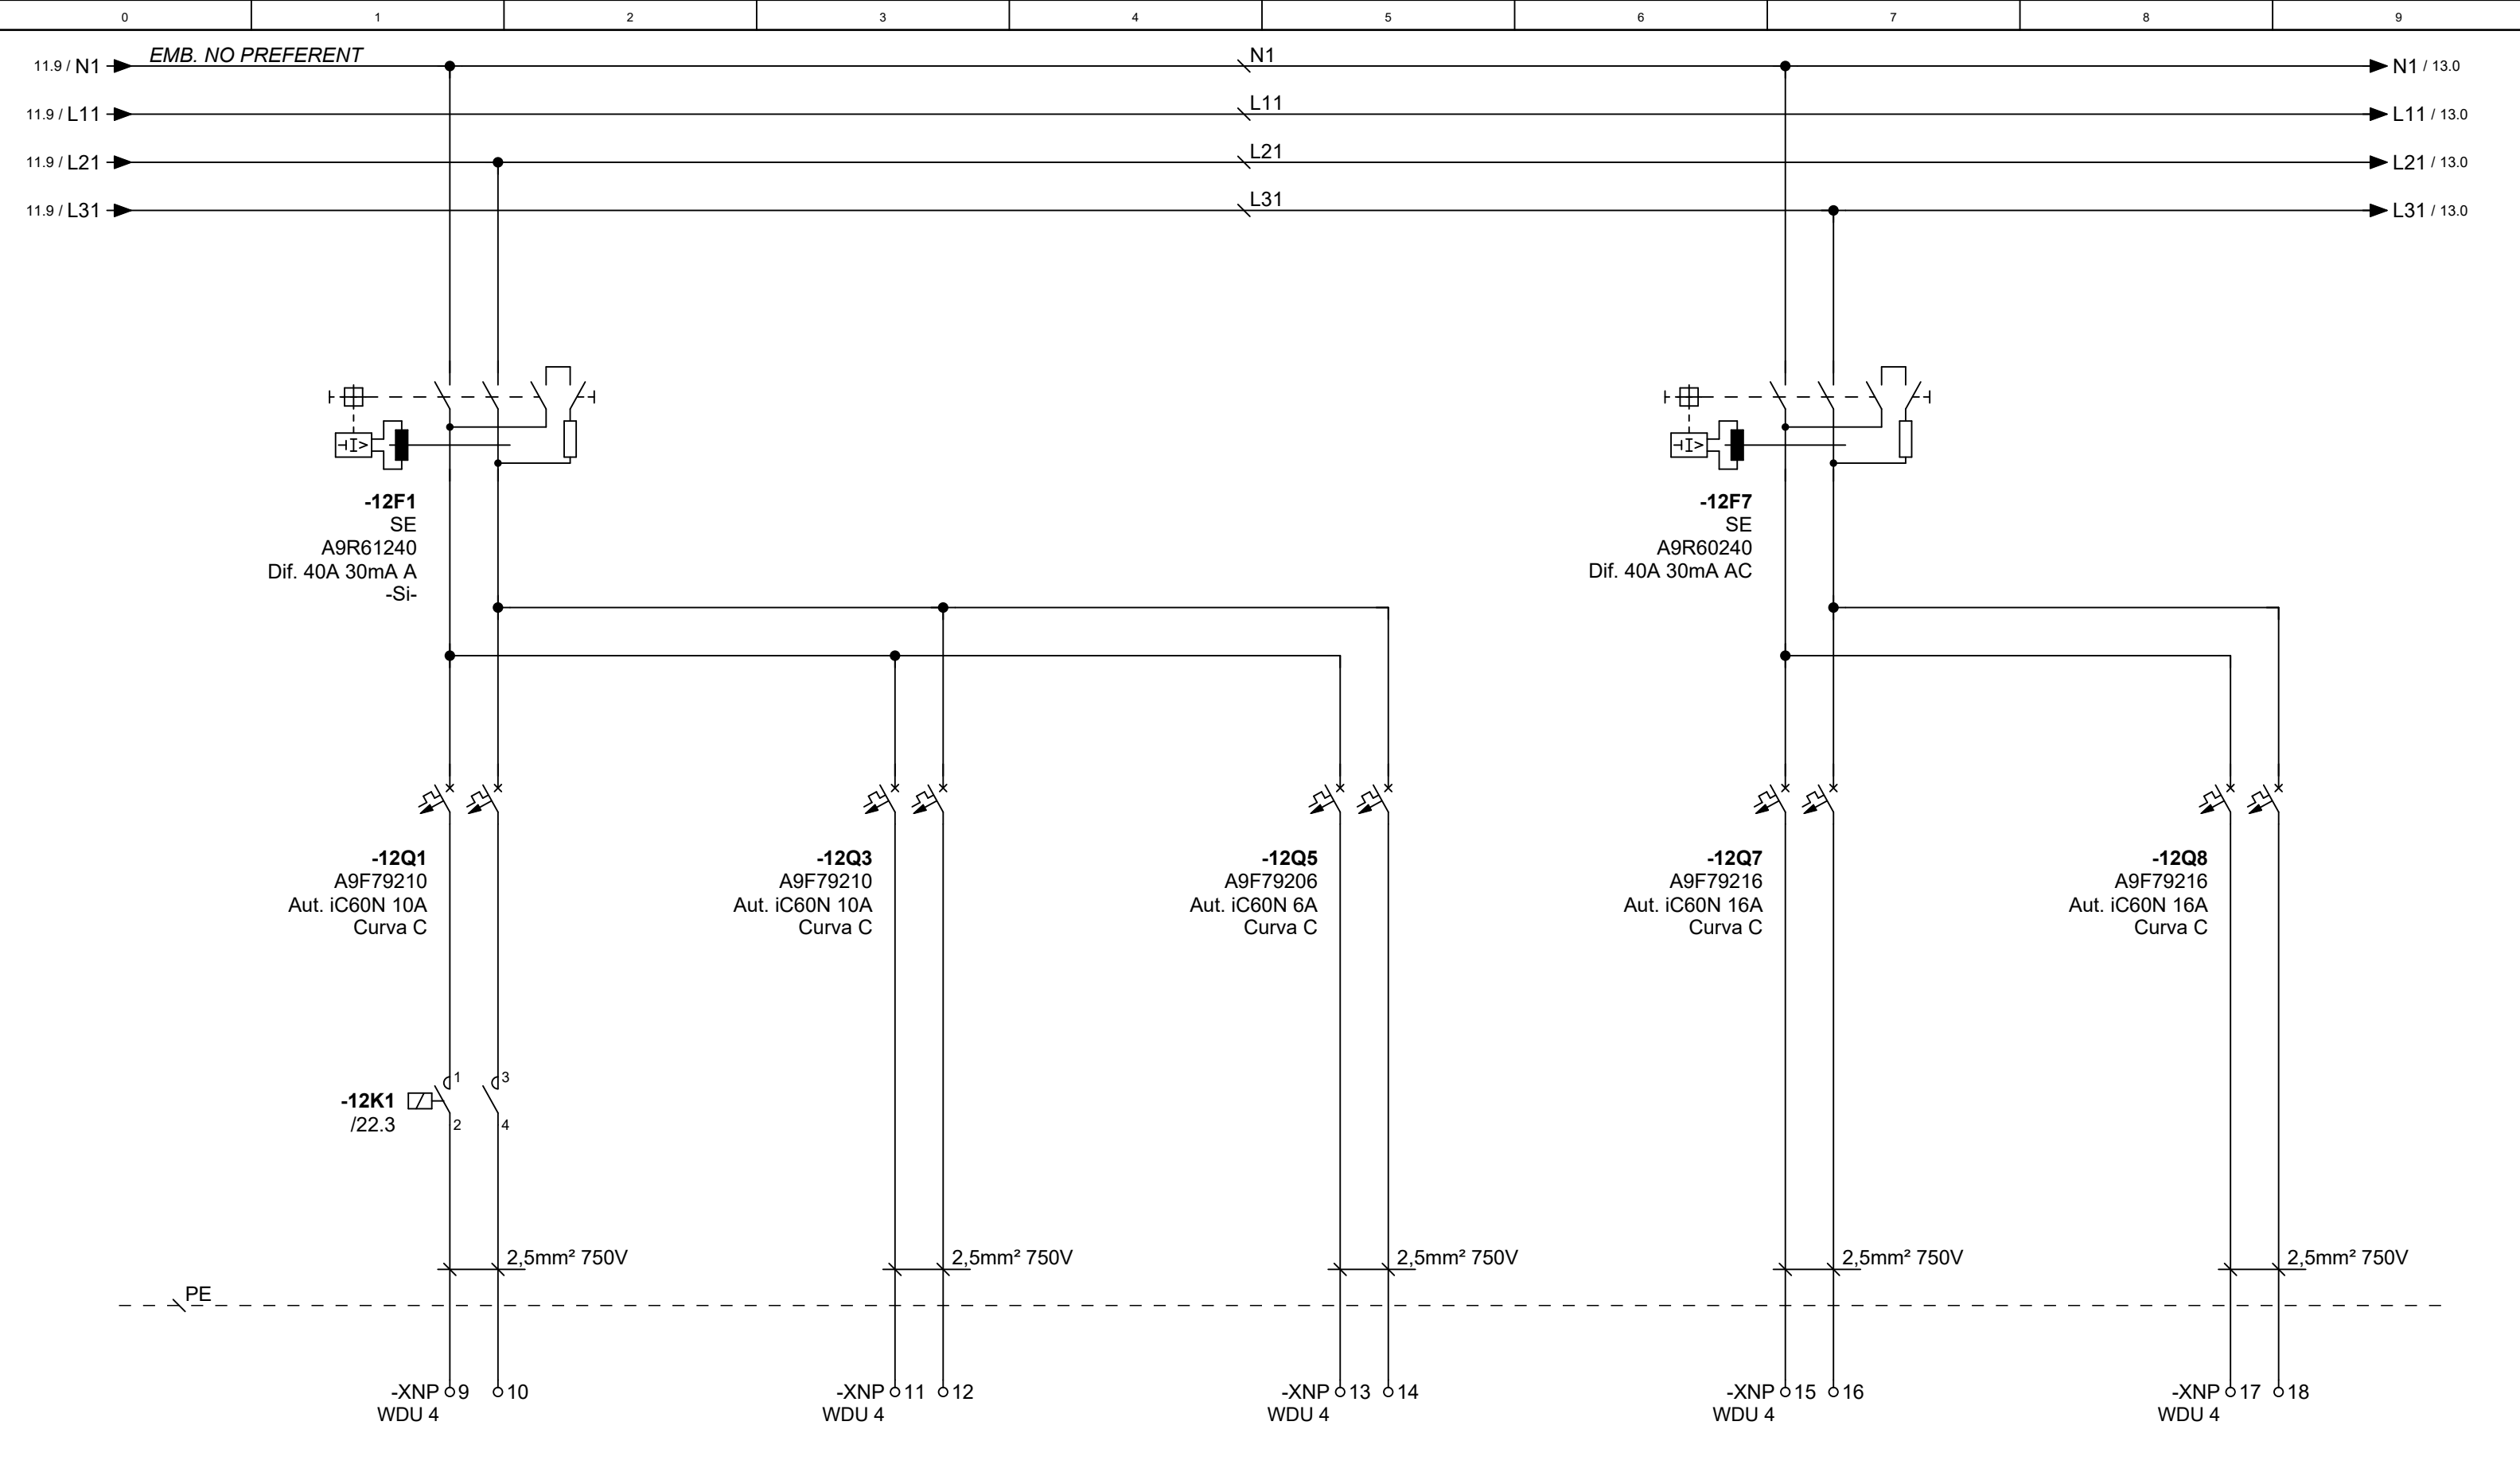 0 1 2 3 4 5 6 7 8 9
EMB. NO PREFERENT
11.9 / N1 N1 N1 / 13.0
11.9 / L11 L11 L11 / 13.0
11.9 / L21 L21 L21 / 13.0
11.9 / L31 L31 L31 / 13.0
I> I>
-12F1 -12F7
SE SE
A9R61240 A9R60240
Dif. 40A 30mA A Dif. 40A 30mA AC
-Si-
-12Q1 -12Q3 -12Q5 -12Q7 -12Q8
A9F79210 A9F79210 A9F79206 A9F79216 A9F79216
Aut. iC60N 10A Aut. iC60N 10A Aut. iC60N 6A Aut. iC60N 16A Aut. iC60N 16A
Curva C Curva C Curva C Curva C Curva C
1 3
-12K1
/22.3 2 4
2,5mm² 750V 2,5mm² 750V 2,5mm² 750V 2,5mm² 750V 2,5mm² 750V
PE
-XNP 9 10 -XNP 11 12 -XNP 13 14 -XNP 15 16 -XNP 17 18
WDU 4 WDU 4 WDU 4 WDU 4 WDU 4